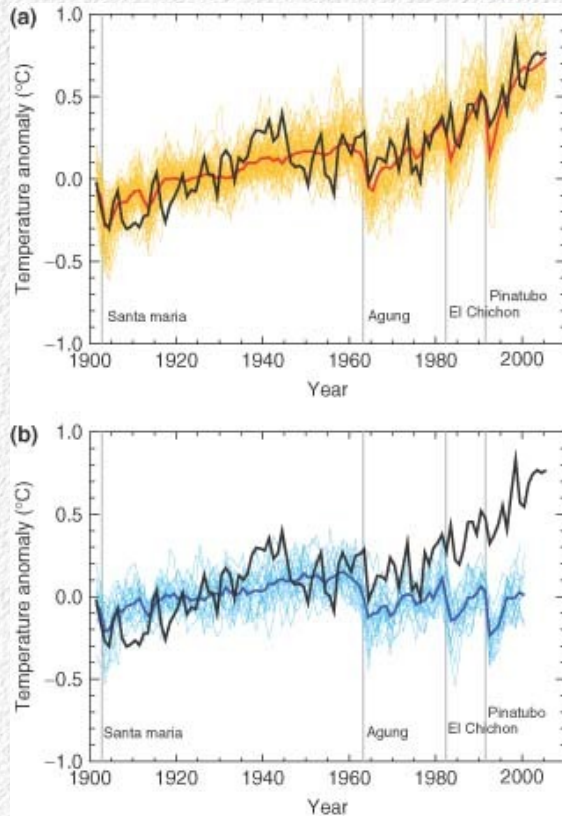 (a)
Temperature anomaly (°C)
1.0
0.5
0.0
−0.5
−1.0
Santa maria
Agung
El Chichon
Pinatubo
1900 1920 1940 1960 1980 2000
Year
(b)
Temperature anomaly (°C)
1.0
0.5
0.0
−0.5
−1.0
Santa maria
Agung
El Chichon
Pinatubo
1900 1920 1940 1960 1980 2000
Year